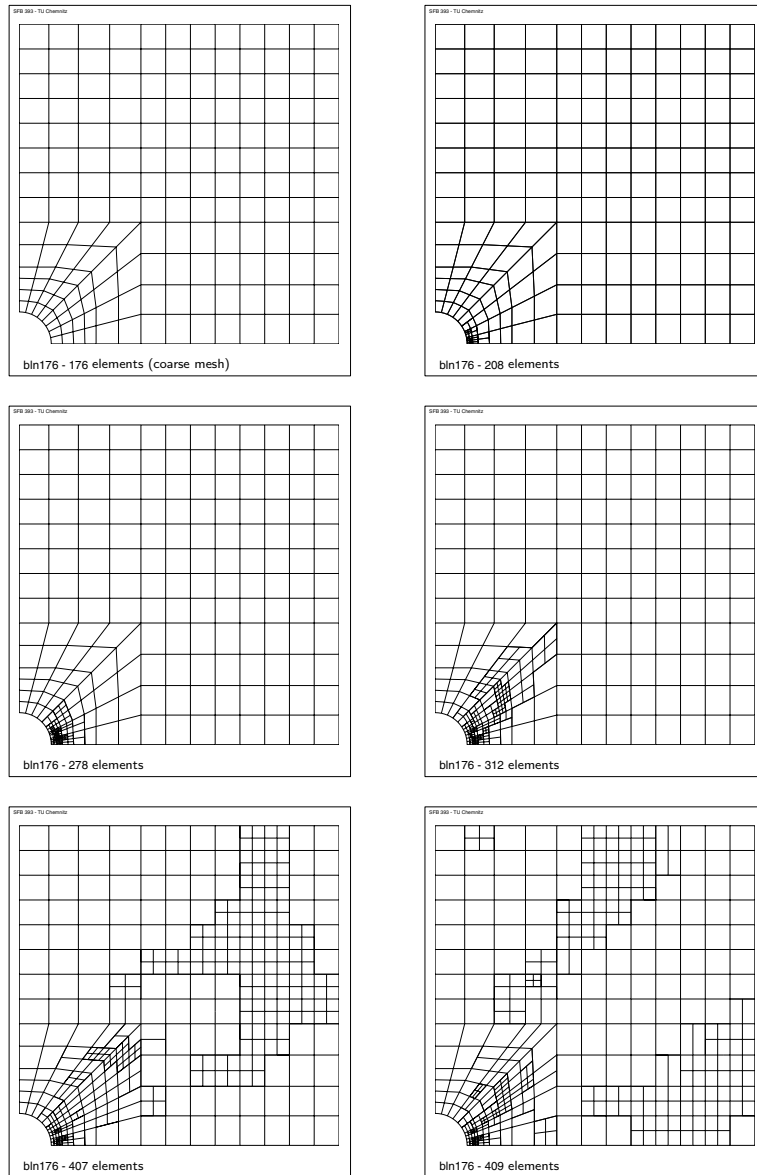 SFB 393 - TU Chemnitz
SFB 393 - TU Chemnitz
bln176 - 176 elements (coarse mesh)
bln176 - 208 elements
SFB 393 - TU Chemnitz
SFB 393 - TU Chemnitz
bln176 - 278 elements
bln176 - 312 elements
SFB 393 - TU Chemnitz
SFB 393 - TU Chemnitz
bln176 - 407 elements
bln176 - 409 elements